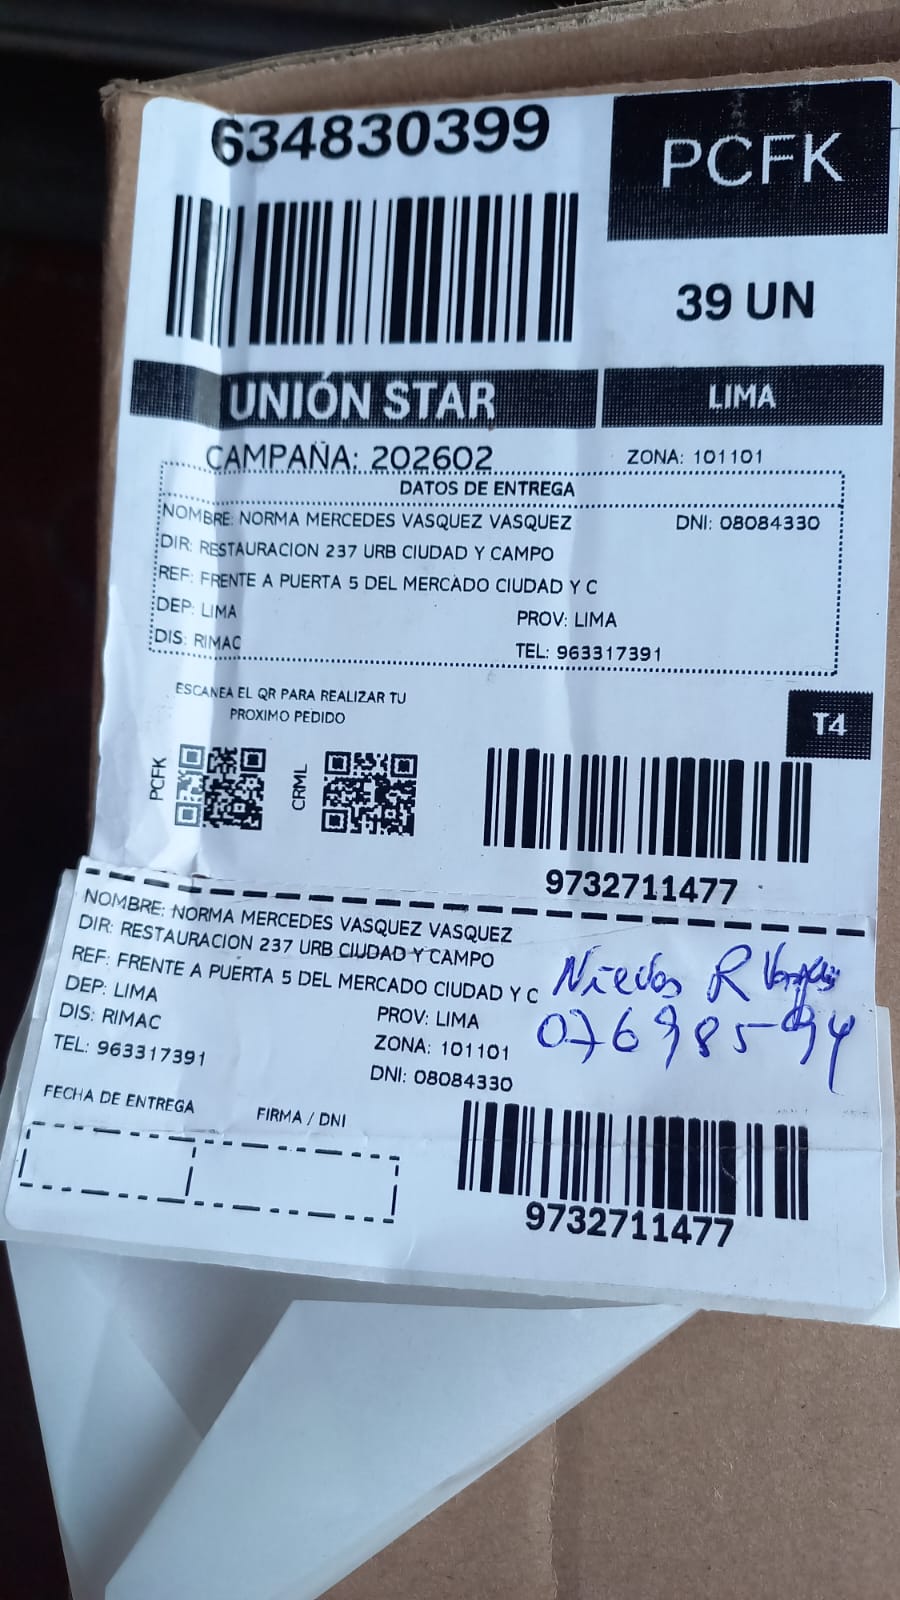 634830399
PCFK
39 UN
UNIÓN STAR
LIMA
CAMPAÑA: 202602
ZONA: 101101
DATOS DE ENTREGA
NOMBRE: NORMA MERCEDES VASQUEZ VASQUEZ DNI: 08084330
DIR: RESTAURACION 237 URB CIUDAD Y CAMPO
REF: FRENTE A PUERTA 5 DEL MERCADO CIUDAD Y C
DEP: LIMA PROV: LIMA
DIS: RIMAC TEL: 963317391
ESCANEA EL QR PARA REALIZAR TU
PROXIMO PEDIDO
T4
PCFK
CRML
9732711477
NOMBRE: NORMA MERCEDES VASQUEZ VASQUEZ
DIR: RESTAURACION 237 URB CIUDAD Y CAMPO
REF: FRENTE A PUERTA 5 DEL MERCADO CIUDAD Y C
DEP: LIMA PROV: LIMA
DIS: RIMAC ZONA: 101101
TEL: 963317391 DNI: 08084330
R
FECHA DE ENTREGA FIRMA / DNI
9732711477